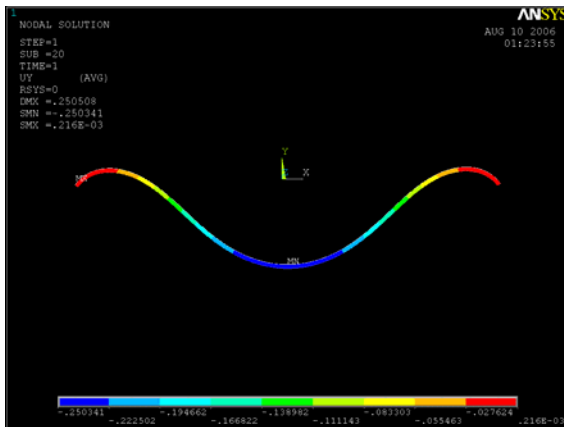 1
ANSYS
NODAL SOLUTION
AUG 10 2006
01:23:55
STEP=1
SUB =20
TIME=1
UY (AVG)
RSYS=0
DMX =.250508
SMN =-.250341
SMX =.216E-03
Y
X
MX
MN
-.250341 -.194662 -.138982 -.083303 -.027624
-.222502 -.166822 -.111143 -.055463 .216E-03